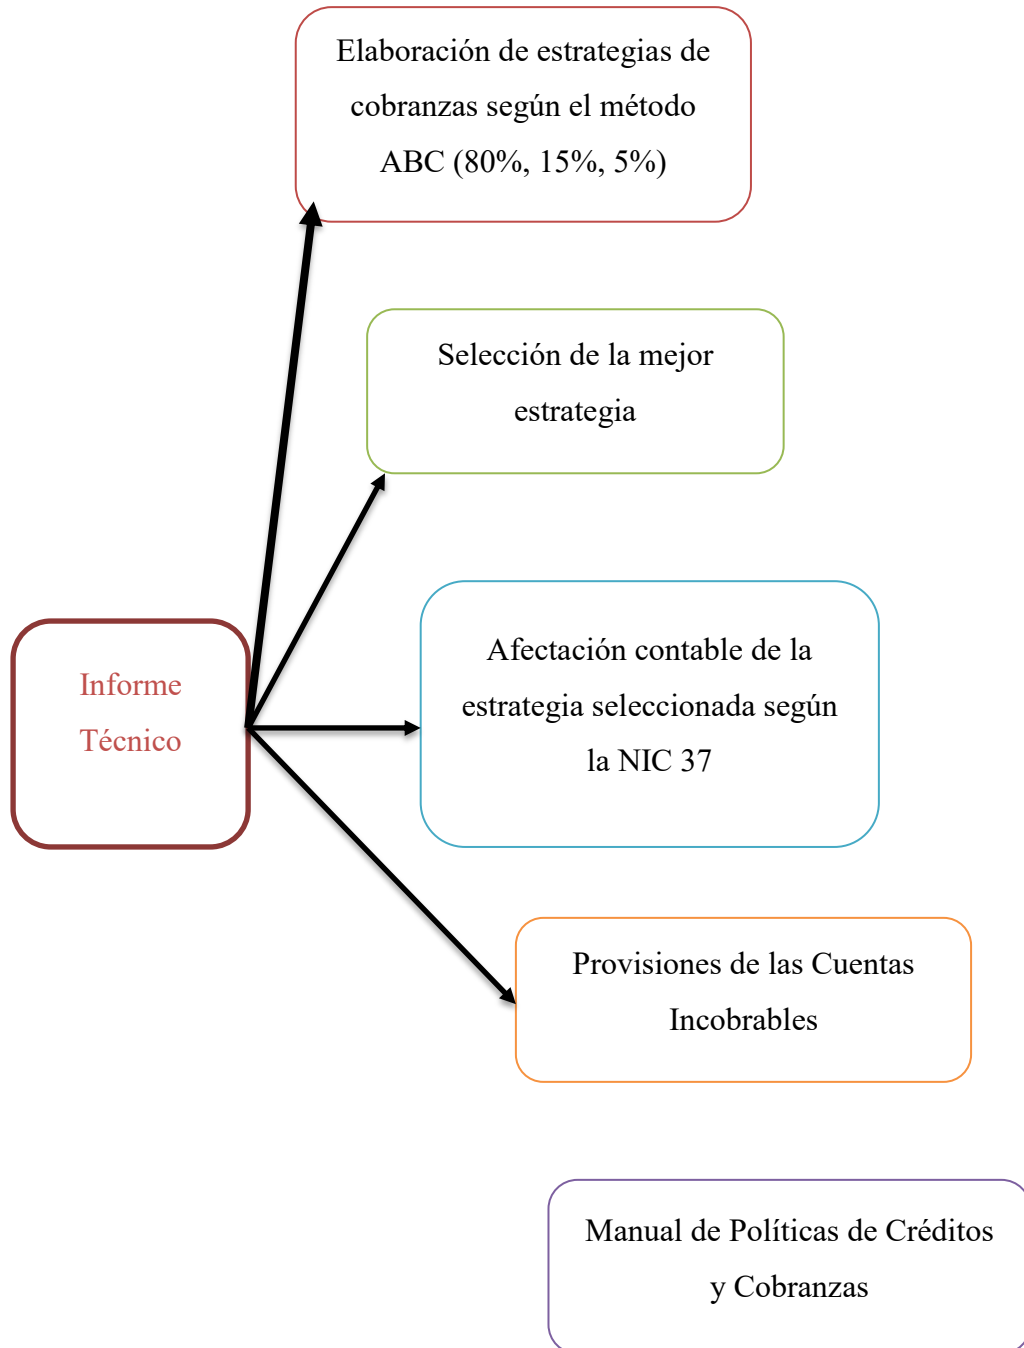 Elaboración de estrategias de
cobranzas según el método
ABC (80%, 15%, 5%)
Selección de la mejor
estrategia
Informe
Técnico
Afectación contable de la
estrategia seleccionada según
la NIC 37
Provisiones de las Cuentas
Incobrables
Manual de Políticas de Créditos
y Cobranzas